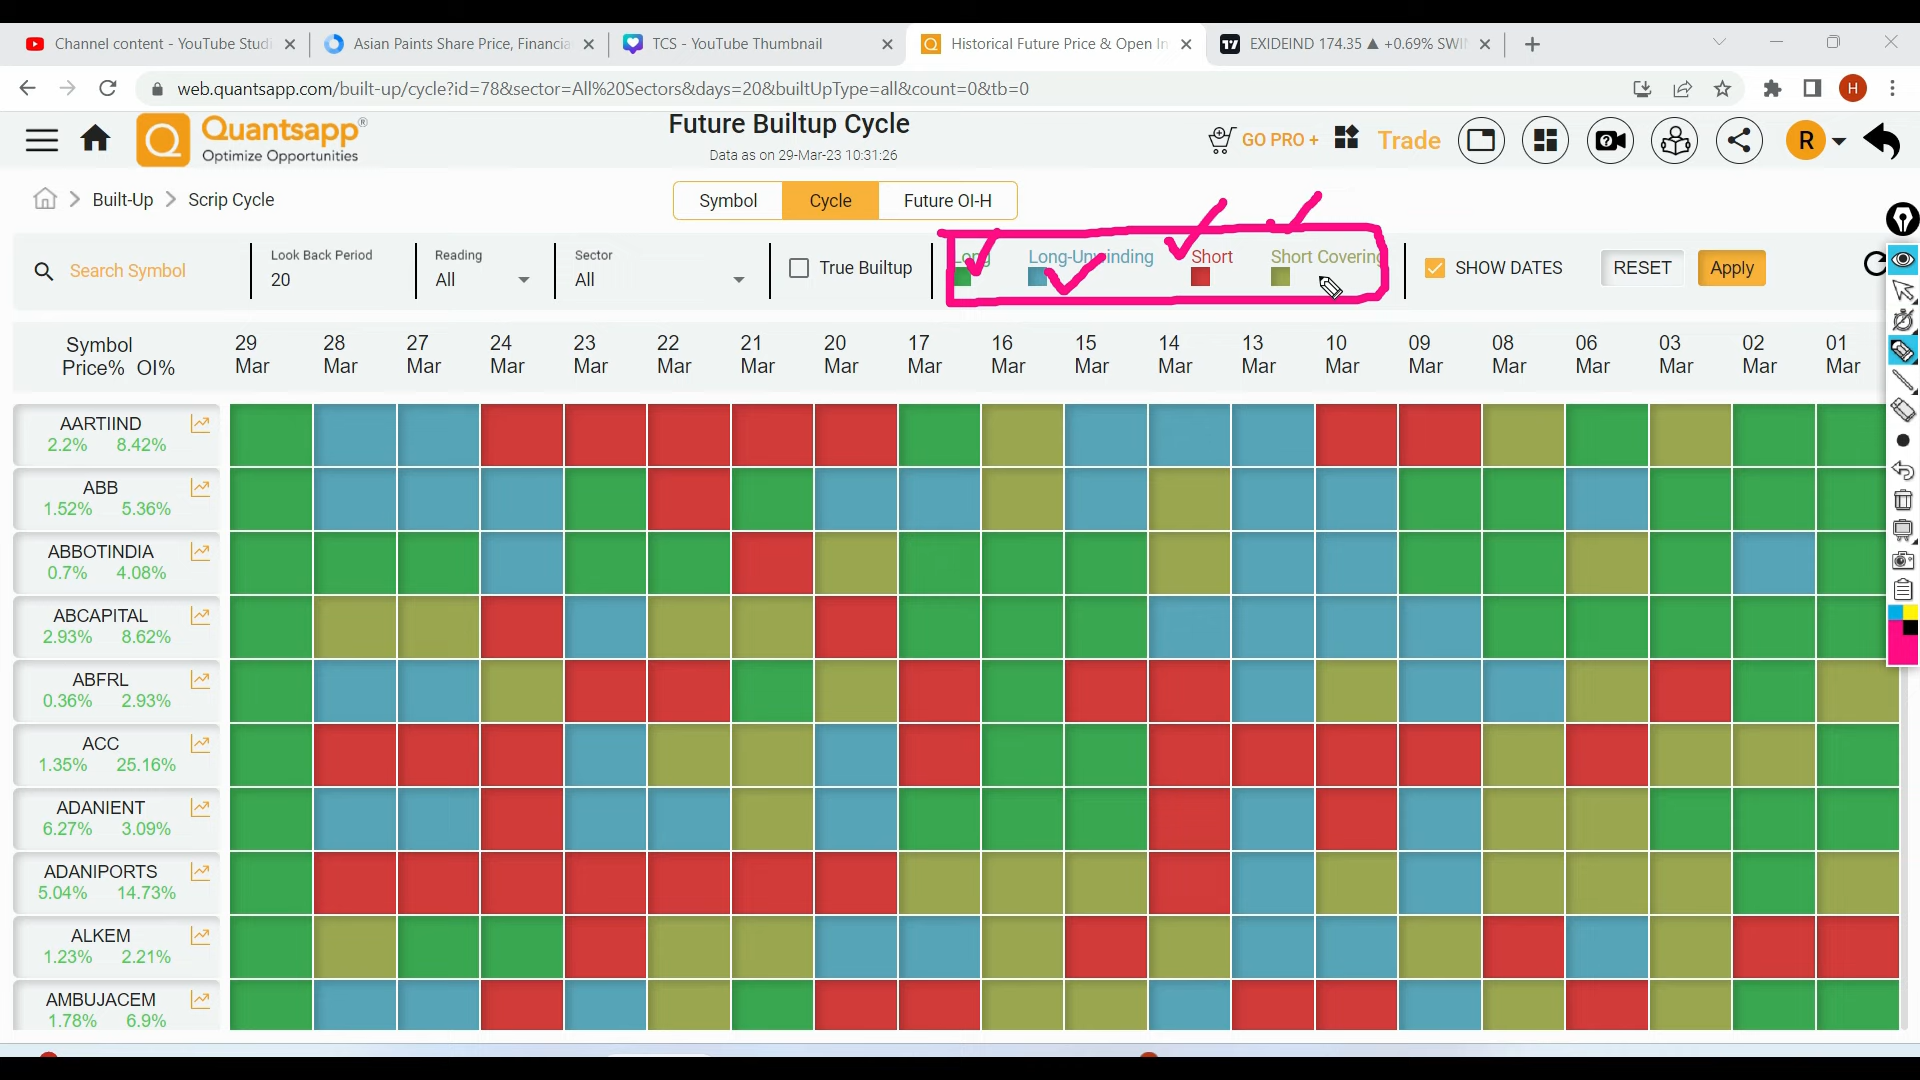 Channel content - YouTube Studi
Asian Paints Share Price, Financia
TCS - YouTube Thumbnail
Historical Future Price & Open In
EXIDEIND 174.35 ▲ +0.69% SWI
web.quantsapp.com/built-up/cycle?id=78&sector=All%20Sectors&days=20&builtUpType=all&count=0&tb=0
H
Quantsapp®
Optimize Opportunities
Future Builtup Cycle
Data as on 29-Mar-23 10:31:26
GO PRO +
Trade
R
Built-Up > Scrip Cycle
Symbol Cycle Future OI-H
Search Symbol
Look Back Period
20
Reading
All
Sector
All
True Builtup
Long
Long-Unwinding
Short
Short Covering
SHOW DATES
RESET
Apply
Symbol
Price% OI%
29 Mar
28 Mar
27 Mar
24 Mar
23 Mar
22 Mar
21 Mar
20 Mar
17 Mar
16 Mar
15 Mar
14 Mar
13 Mar
10 Mar
09 Mar
08 Mar
06 Mar
03 Mar
02 Mar
01 Mar
AARTIIND
2.2% 8.42%
ABB
1.52% 5.36%
ABBOTINDIA
0.7% 4.08%
ABCAPITAL
2.93% 8.62%
ABFRL
0.36% 2.93%
ACC
1.35% 25.16%
ADANIENT
6.27% 3.09%
ADANIPORTS
5.04% 14.73%
ALKEM
1.23% 2.21%
AMBUJACEM
1.78% 6.9%